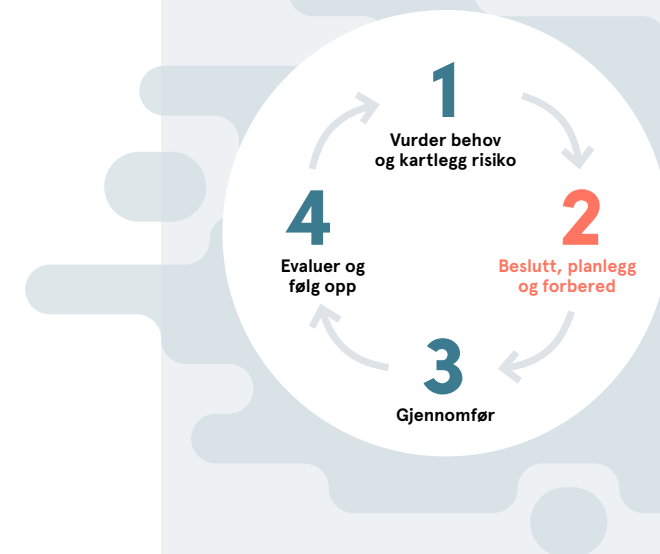 1
Vurder behov
og kartlegg risiko
2
Beslutt, planlegg
og forbered
3
Gjennomfør
4
Evaluer og
følg opp